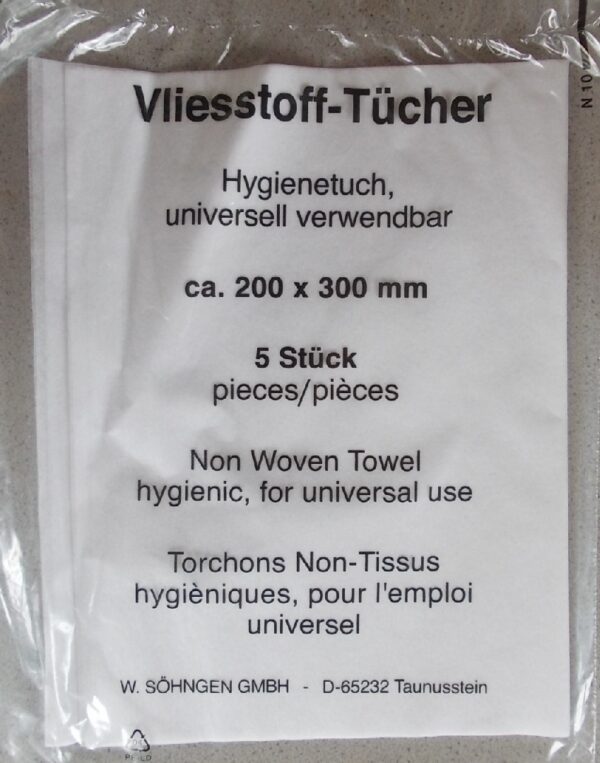 Vliesstoff-Tücher
Hygienetuch,
universell verwendbar
ca. 200 x 300 mm
5 Stück
pieces/pièces
Non Woven Towel
hygienic, for universal use
Torchons Non-Tissus
hygièniques, pour l'emploi
universel
W. SÖHNGEN GMBH - D-65232 Taunusstein